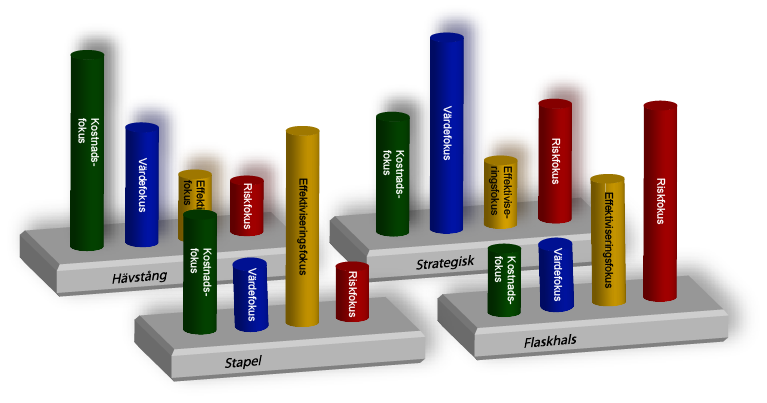 Kostnads-
fokus
Värdefokus
fokus
Riskfokus
Hävstång
Kostnads-
fokus
Värdefokus
Effektivise-
ringsfokus
Riskfokus
Strategisk
Kostnads-
fokus
Värdefokus
Effektiviseringsfokus
Riskfokus
Stapel
Kostnads-
fokus
Värdefokus
Effektiviseringsfokus
Riskfokus
Flaskhals